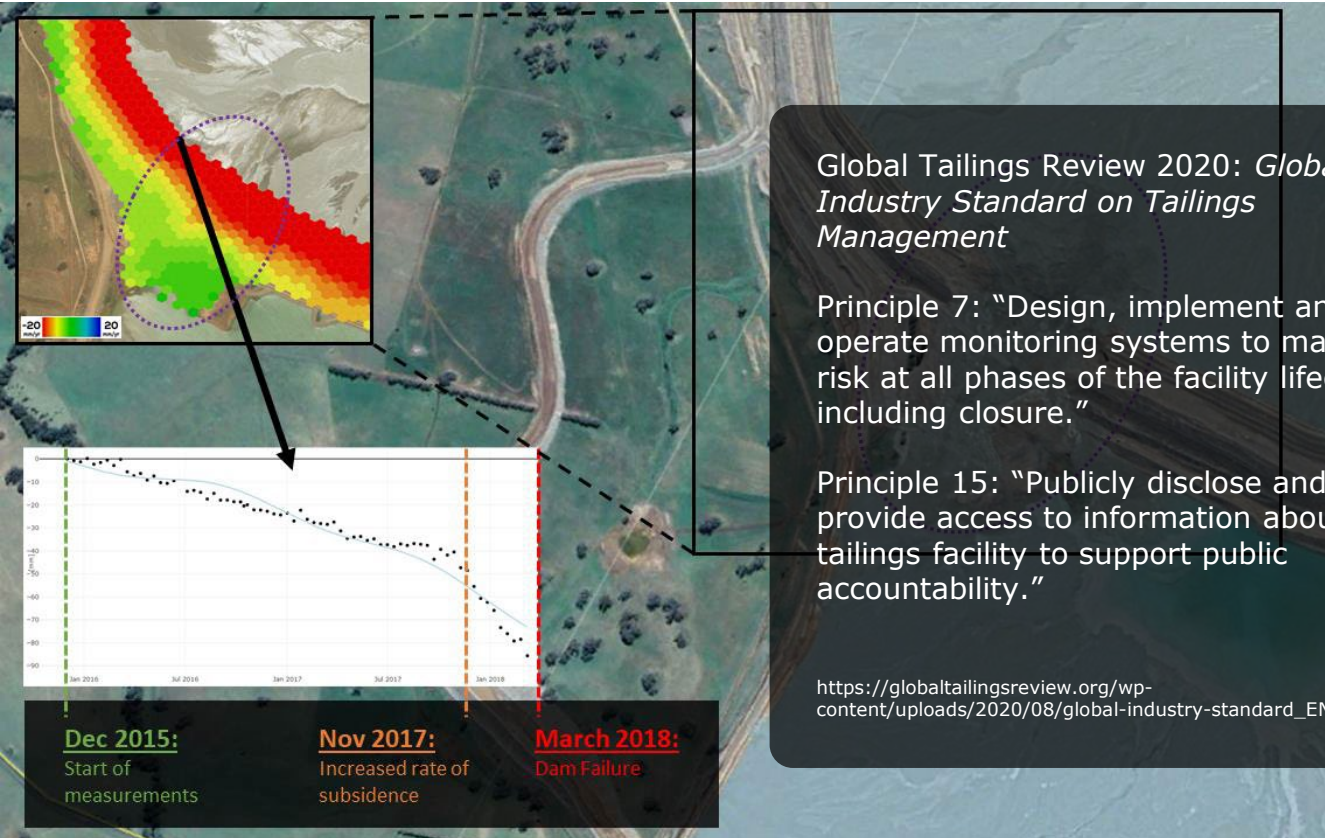 -20
mm/yr
20
mm/yr
Global Tailings Review 2020: Globa
Industry Standard on Tailings
Management
Principle 7: “Design, implement an
operate monitoring systems to ma
risk at all phases of the facility life
including closure.”
Principle 15: “Publicly disclose and
provide access to information abou
tailings facility to support public
accountability.”
https://globaltailingsreview.org/wp-
content/uploads/2020/08/global-industry-standard_EN
0
-10
-20
-30
-40
-50
-60
-70
-80
-90
[mm]
Jan 2016
Jul 2016
Jan 2017
Jul 2017
Jan 2018
Dec 2015:
Start of
measurements
Nov 2017:
Increased rate of
subsidence
March 2018:
Dam Failure